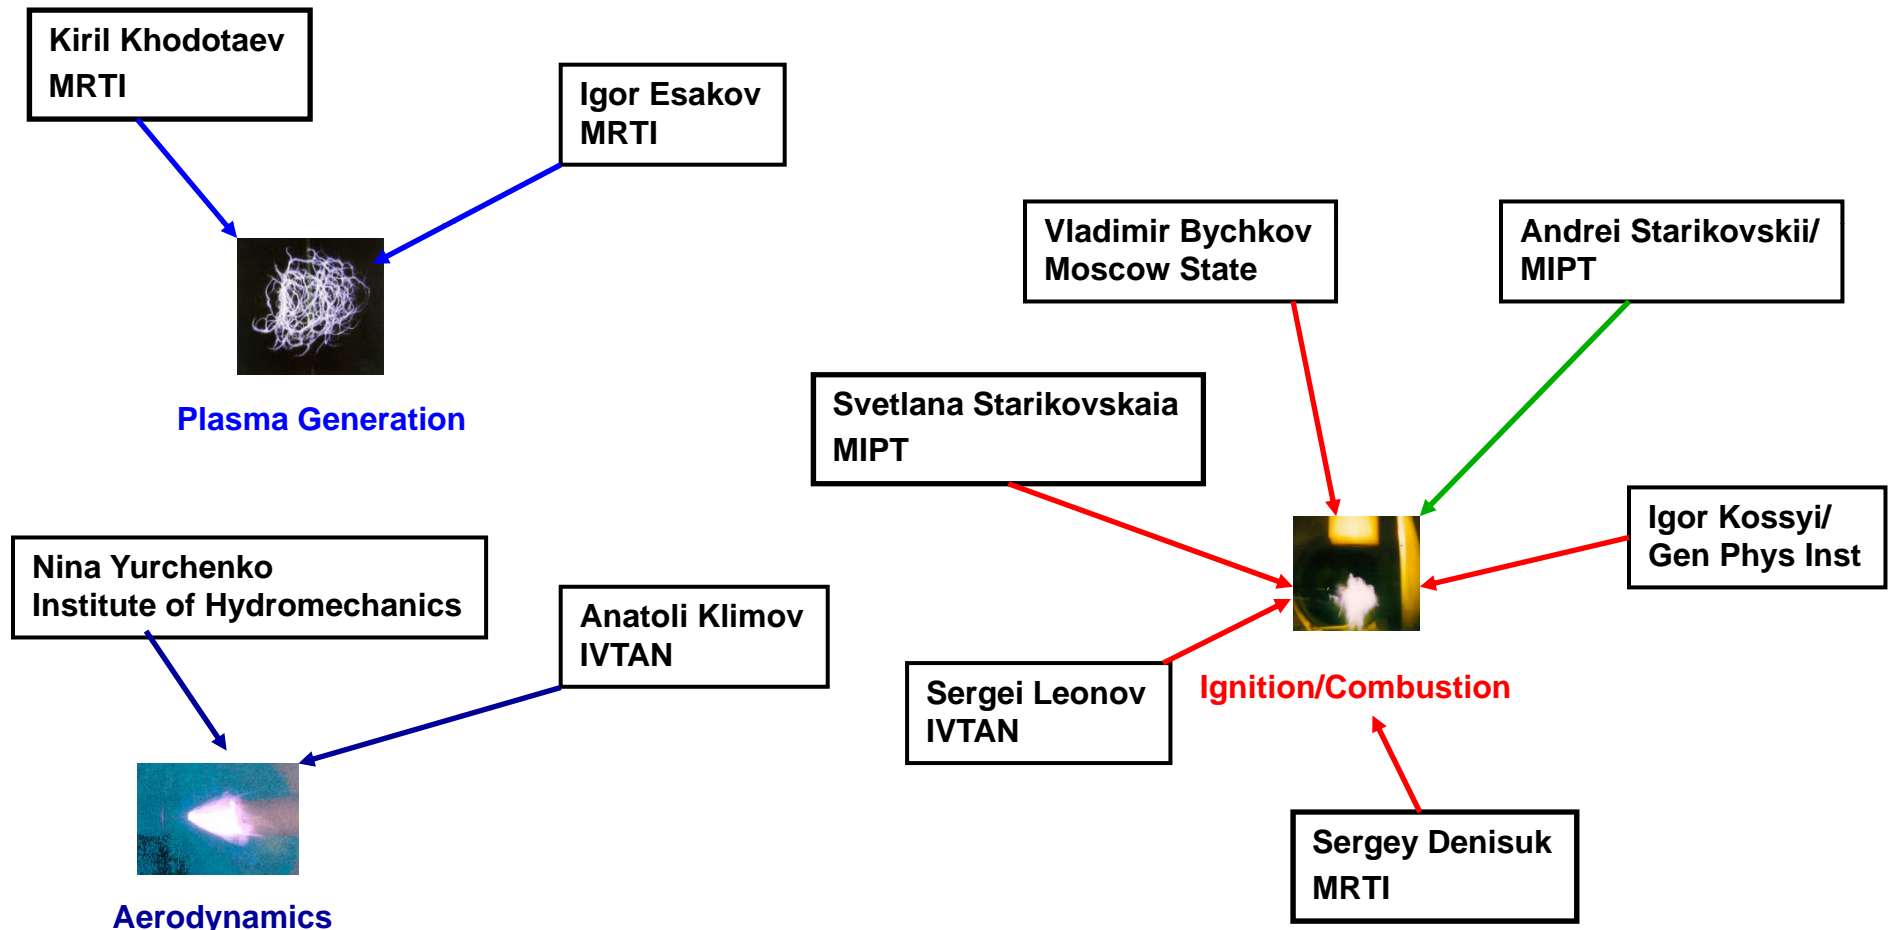 Kiril Khodotaev
MRTI
Igor Esakov
MRTI
Plasma Generation
Vladimir Bychkov
Moscow State
Andrei Starikovskii/
MIPT
Svetlana Starikovskaia
MIPT
Igor Kossyi/
Gen Phys Inst
Sergei Leonov
IVTAN
Ignition/Combustion
Sergey Denisuk
MRTI
Nina Yurchenko
Institute of Hydromechanics
Anatoli Klimov
IVTAN
Aerodynamics